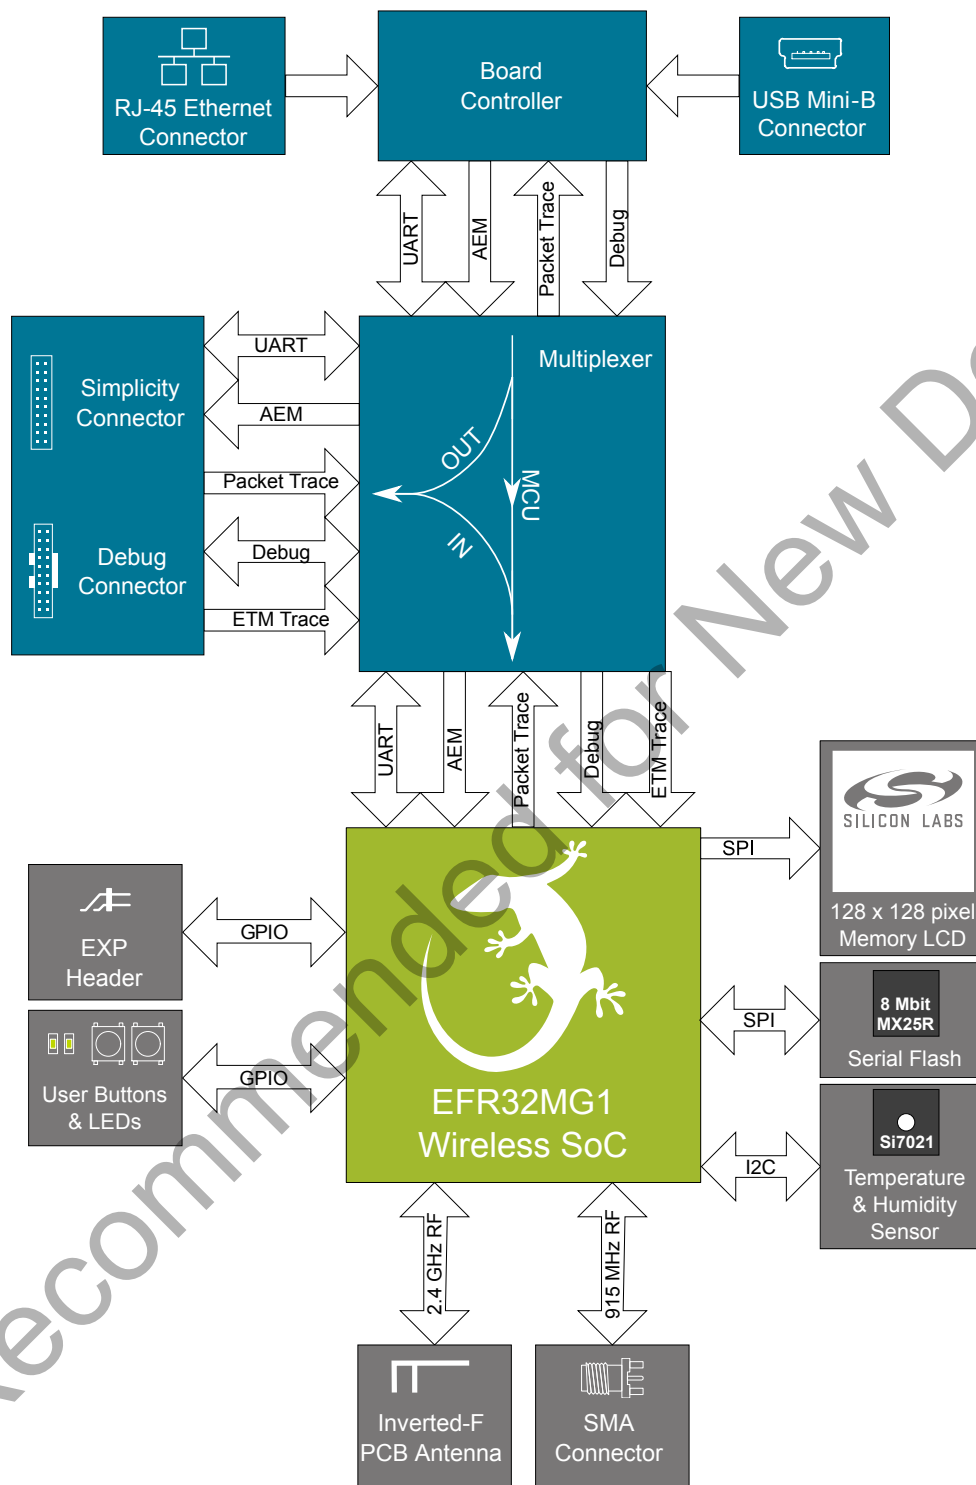 RJ-45 Ethernet
Connector
Board
Controller
USB Mini-B
Connector
UART
AEM
Packet Trace
Debug
Simplicity
Connector
Debug
Connector
UART
AEM
Packet Trace
Debug
ETM Trace
Multiplexer
OUT
MCU
IN
UART
AEM
Packet Trace
Debug
ETM Trace
EXP
Header
GPIO
User Buttons
& LEDs
GPIO
EFR32MG1
Wireless SoC
SPI
SILICON LABS
128 x 128 pixel
Memory LCD
SPI
8 Mbit
MX25R
Serial Flash
I2C
Si7021
Temperature
& Humidity
Sensor
2.4 GHz RF
915 MHz RF
Inverted-F
PCB Antenna
SMA
Connector
Recommended for New De